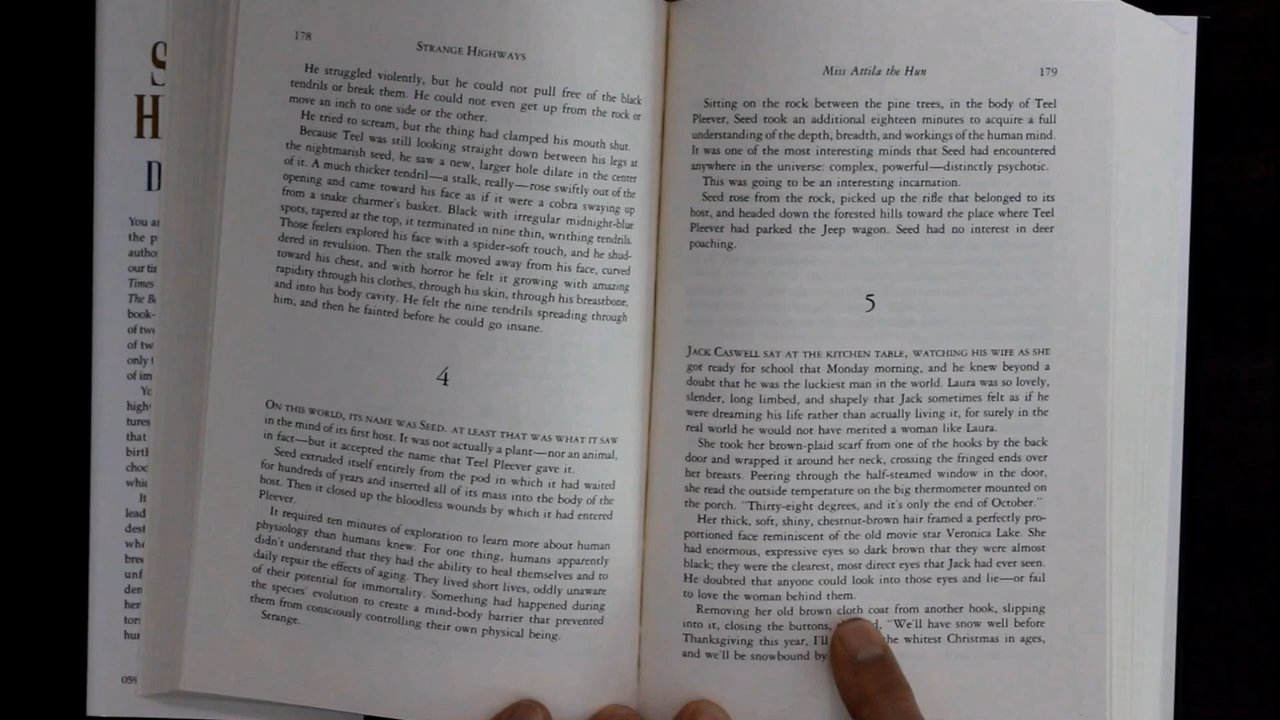 178
STRANGE HIGHWAYS
He struggled violently, but he could not pull free of the black
tendrils or break them. He could not even get up from the rock or
move an inch to one side or the other.
He tried to scream, but the thing had clamped his mouth shut.
Because Teel was still looking straight down between his legs at
the nightmarish seed, he saw a new, larger hole dilate in the center
of it. A much thicker tendril—a stalk, really—rose swiftly out of the
opening and came toward his face as if it were a cobra swaying up
from a snake charmer's basket. Black with irregular midnight-blue
spots, tapered at the top, it terminated in nine thin, writhing tendrils.
Those feelers explored his face with a spider-soft touch, and he shud-
dered in revulsion. Then the stalk moved away from his face, curved
toward his chest, and with horror he felt it growing with amazing
rapidity through his clothes, through his skin, through his breastbone,
and into his body cavity. He felt the nine tendrils spreading through
him, and then he fainted before he could go insane.
4
ON THIS WORLD, ITS NAME WAS SEED. AT LEAST THAT WAS WHAT IT SAW
in the mind of its first host. It was not actually a plant—nor an animal,
in fact—but it accepted the name that Teel Pleever gave it.
Seed extruded itself entirely from the pod in which it had waited
for hundreds of years and inserted all of its mass into the body of the
host. Then it closed up the bloodless wounds by which it had entered
Pleever.
It required ten minutes of exploration to learn more about human
physiology than humans knew. For one thing, humans apparently
didn't understand that they had the ability to heal themselves and to
daily repair the effects of aging. They lived short lives, oddly unaware
of their potential for immortality. Something had happened during
the species' evolution to create a mind-body barrier that prevented
them from consciously controlling their own physical being.
Strange.
Miss Attila the Hun
179
Sitting on the rock between the pine trees, in the body of Teel
Pleever, Seed took an additional eighteen minutes to acquire a full
understanding of the depth, breadth, and workings of the human mind.
It was one of the most interesting minds that Seed had encountered
anywhere in the universe: complex, powerful—distinctly psychotic.
This was going to be an interesting incarnation.
Seed rose from the rock, picked up the rifle that belonged to its
host, and headed down the forested hills toward the place where Teel
Pleever had parked the Jeep wagon. Seed had no interest in deer
poaching.
5
JACK CASWELL SAT AT THE KITCHEN TABLE, WATCHING HIS WIFE AS SHE
got ready for school that Monday morning, and he knew beyond a
doubt that he was the luckiest man in the world. Laura was so lovely,
slender, long limbed, and shapely that Jack sometimes felt as if he
were dreaming his life rather than actually living it, for surely in the
real world he would not have merited a woman like Laura.
She took her brown-plaid scarf from one of the hooks by the back
door and wrapped it around her neck, crossing the fringed ends over
her breasts. Peering through the half-steamed window in the door,
she read the outside temperature on the big thermometer mounted on
the porch. "Thirty-eight degrees, and it's only the end of October."
Her thick, soft, shiny, chestnut-brown hair framed a perfectly pro-
portioned face reminiscent of the old movie star Veronica Lake. She
had enormous, expressive eyes so dark brown that they were almost
black; they were the clearest, most direct eyes that Jack had ever seen.
He doubted that anyone could look into those eyes and lie—or fail
to love the woman behind them.
Removing her old brown cloth coat from another hook, slipping
into it, closing the buttons, "We'll have snow well before
Thanksgiving this year, I'll the whitest Christmas in ages,
and we'll be snowbound by
S
H
D
You
the
autho
our
Times
The
book-
of
of tw
only
of
high
tures
that
birth
It
lead
her
059